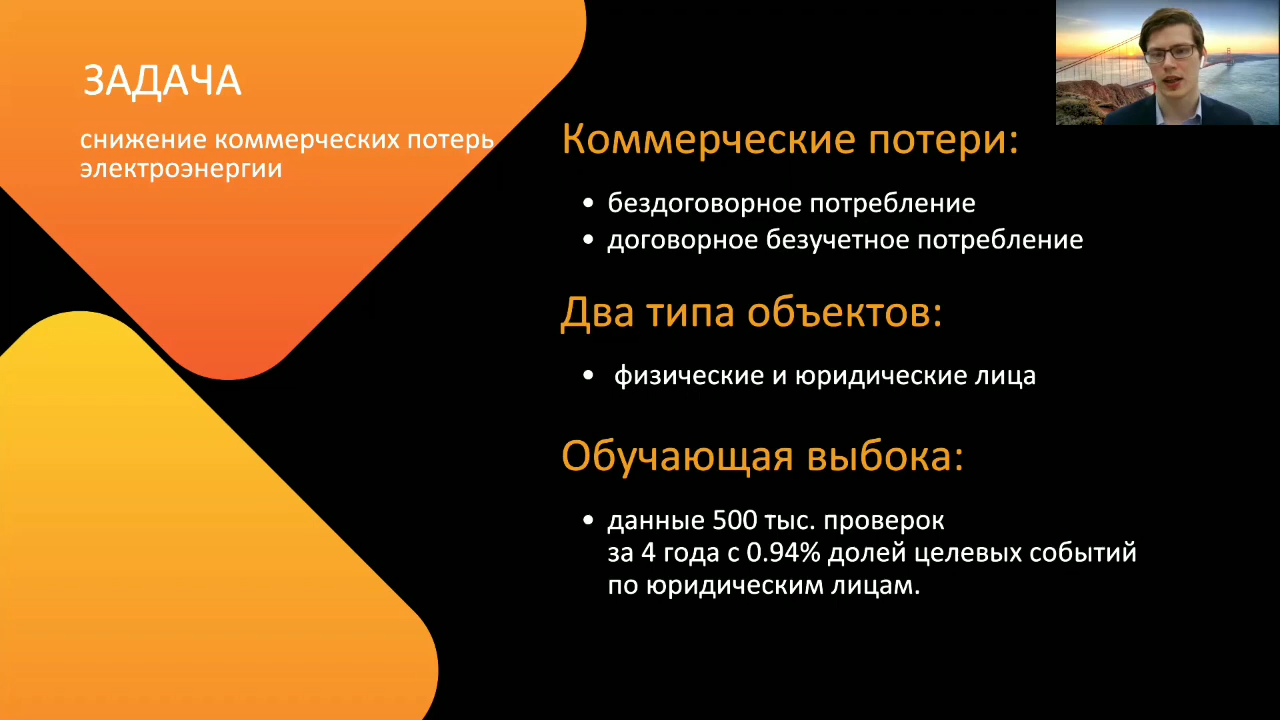 ЗАДАЧА
снижение коммерческих потерь
электроэнергии
Коммерческие потери:
• бездоговорное потребление
• договорное безучетное потребление
Два типа объектов:
• физические и юридические лица
Обучающая выбока:
• данные 500 тыс. проверок
за 4 года с 0.94% долей целевых событий
по юридическим лицам.